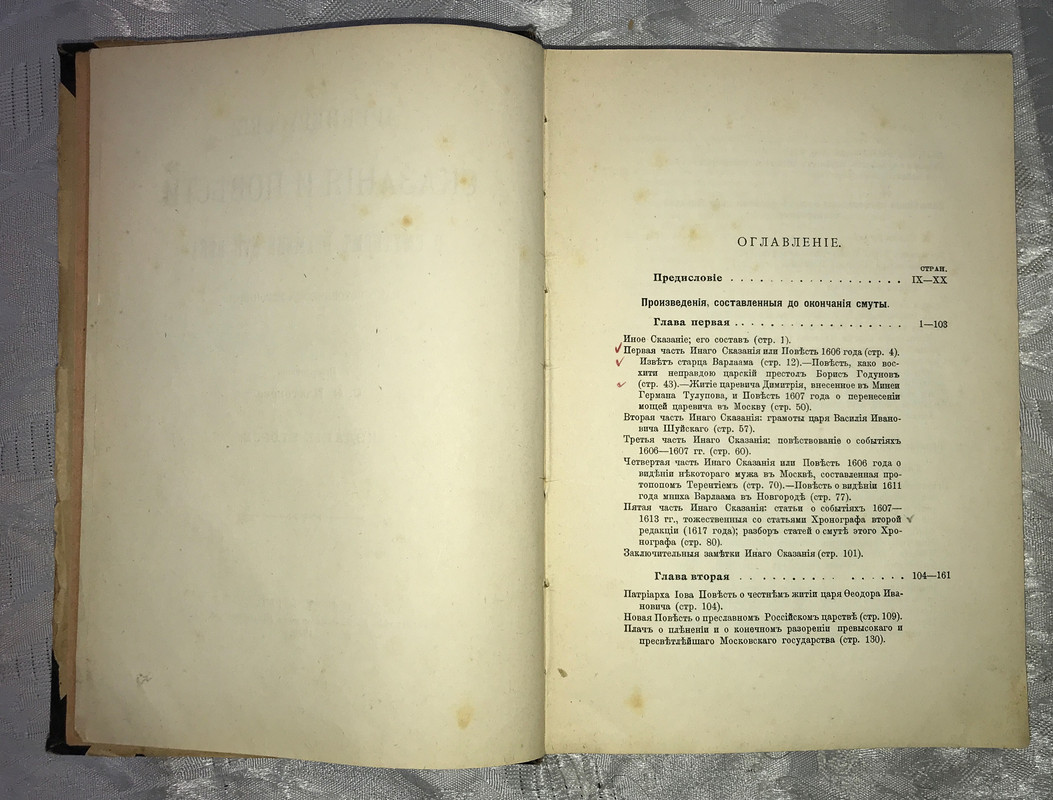 ОГЛАВЛЕНІЕ.
СТРАН.
Предисловіе . . . . . . . . . . . . . . . . . . IX—XX
Произведенія, составленныя до окончанія смуты.
Глава первая . . . . . . . . . . . . . . . . . . 1—103
Иное Сказаніе; его составъ (стр. 1).
Первая часть Инаго Сказанія или Повѣсть 1606 года (стр. 4).
Извѣтъ старца Варлаама (стр. 12).—Повѣсть, како вос-
хити неправдою царскій престолъ Борисъ Годуновъ
(стр. 43).—Житіе царевича Димитрія, внесенное въ Минеи
Германа Тулупова, и Повѣсть 1607 года о перенесеніи
мощей царевича въ Москву (стр. 50).
Вторая часть Инаго Сказанія: грамоты царя Василія Ивано-
вича Шуйскаго (стр. 57).
Третья часть Инаго Сказанія: повѣствованіе о событіяхъ
1606—1607 гг. (стр. 60).
Четвертая часть Инаго Сказанія или Повѣсть 1606 года о
видѣніи нѣкотораго мужа въ Москвѣ, составленная про-
топопомъ Терентіемъ (стр. 70).—Повѣсть о видѣніи 1611
года мниха Варлаама въ Новгородѣ (стр. 77).
Пятая часть Инаго Сказанія: статьи о событіяхъ 1607—
1613 гг., тожественныя со статьями Хронографа второй
редакціи (1617 года); разборъ статей о смутѣ этого Хро-
нографа (стр. 80).
Заключительныя замѣтки Инаго Сказанія (стр. 101).
Глава вторая . . . . . . . . . . . . . . . 104—161
Патріарха Іова Повѣсть о честнѣмъ житіи царя Ѳеодора Ива-
новича (стр. 104).
Новая Повѣсть о преславномъ Россійскомъ царствѣ (стр. 109).
Плачъ о плѣненіи и о конечномъ разореніи превысокаго и
пресвѣтлѣйшаго Московскаго государства (стр. 130).